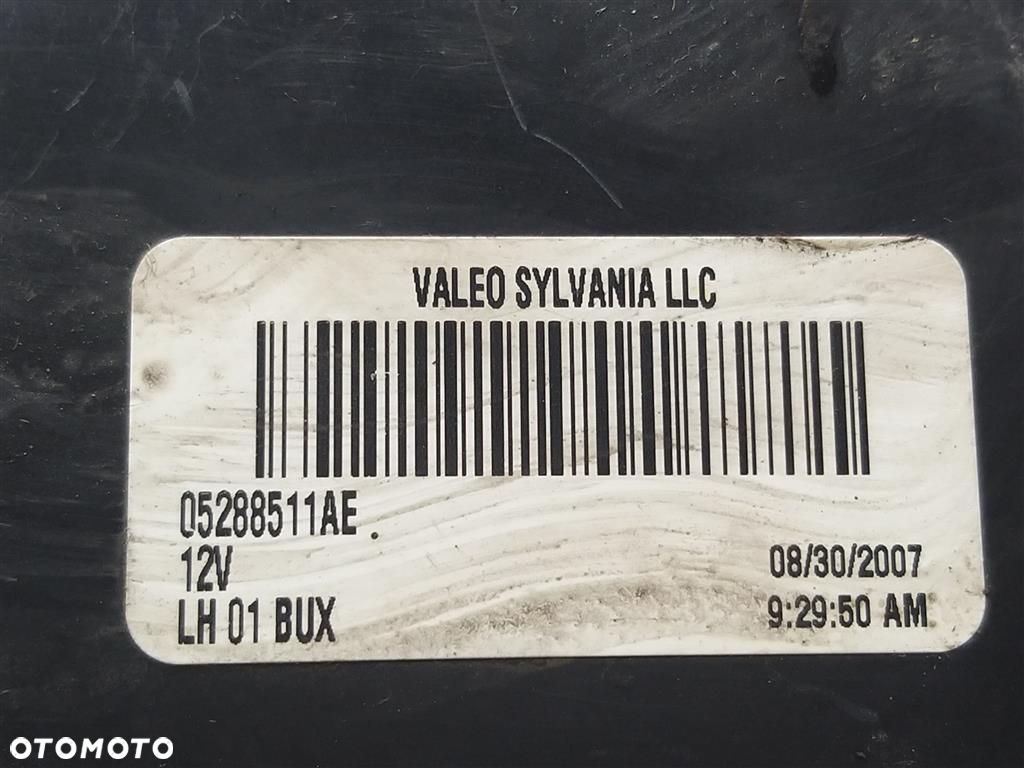 VALEO SYLVANIA LLC
05288511AE
12V
08/30/2007
LH 01 BUX
9:29:50 AM
OTOMOTO